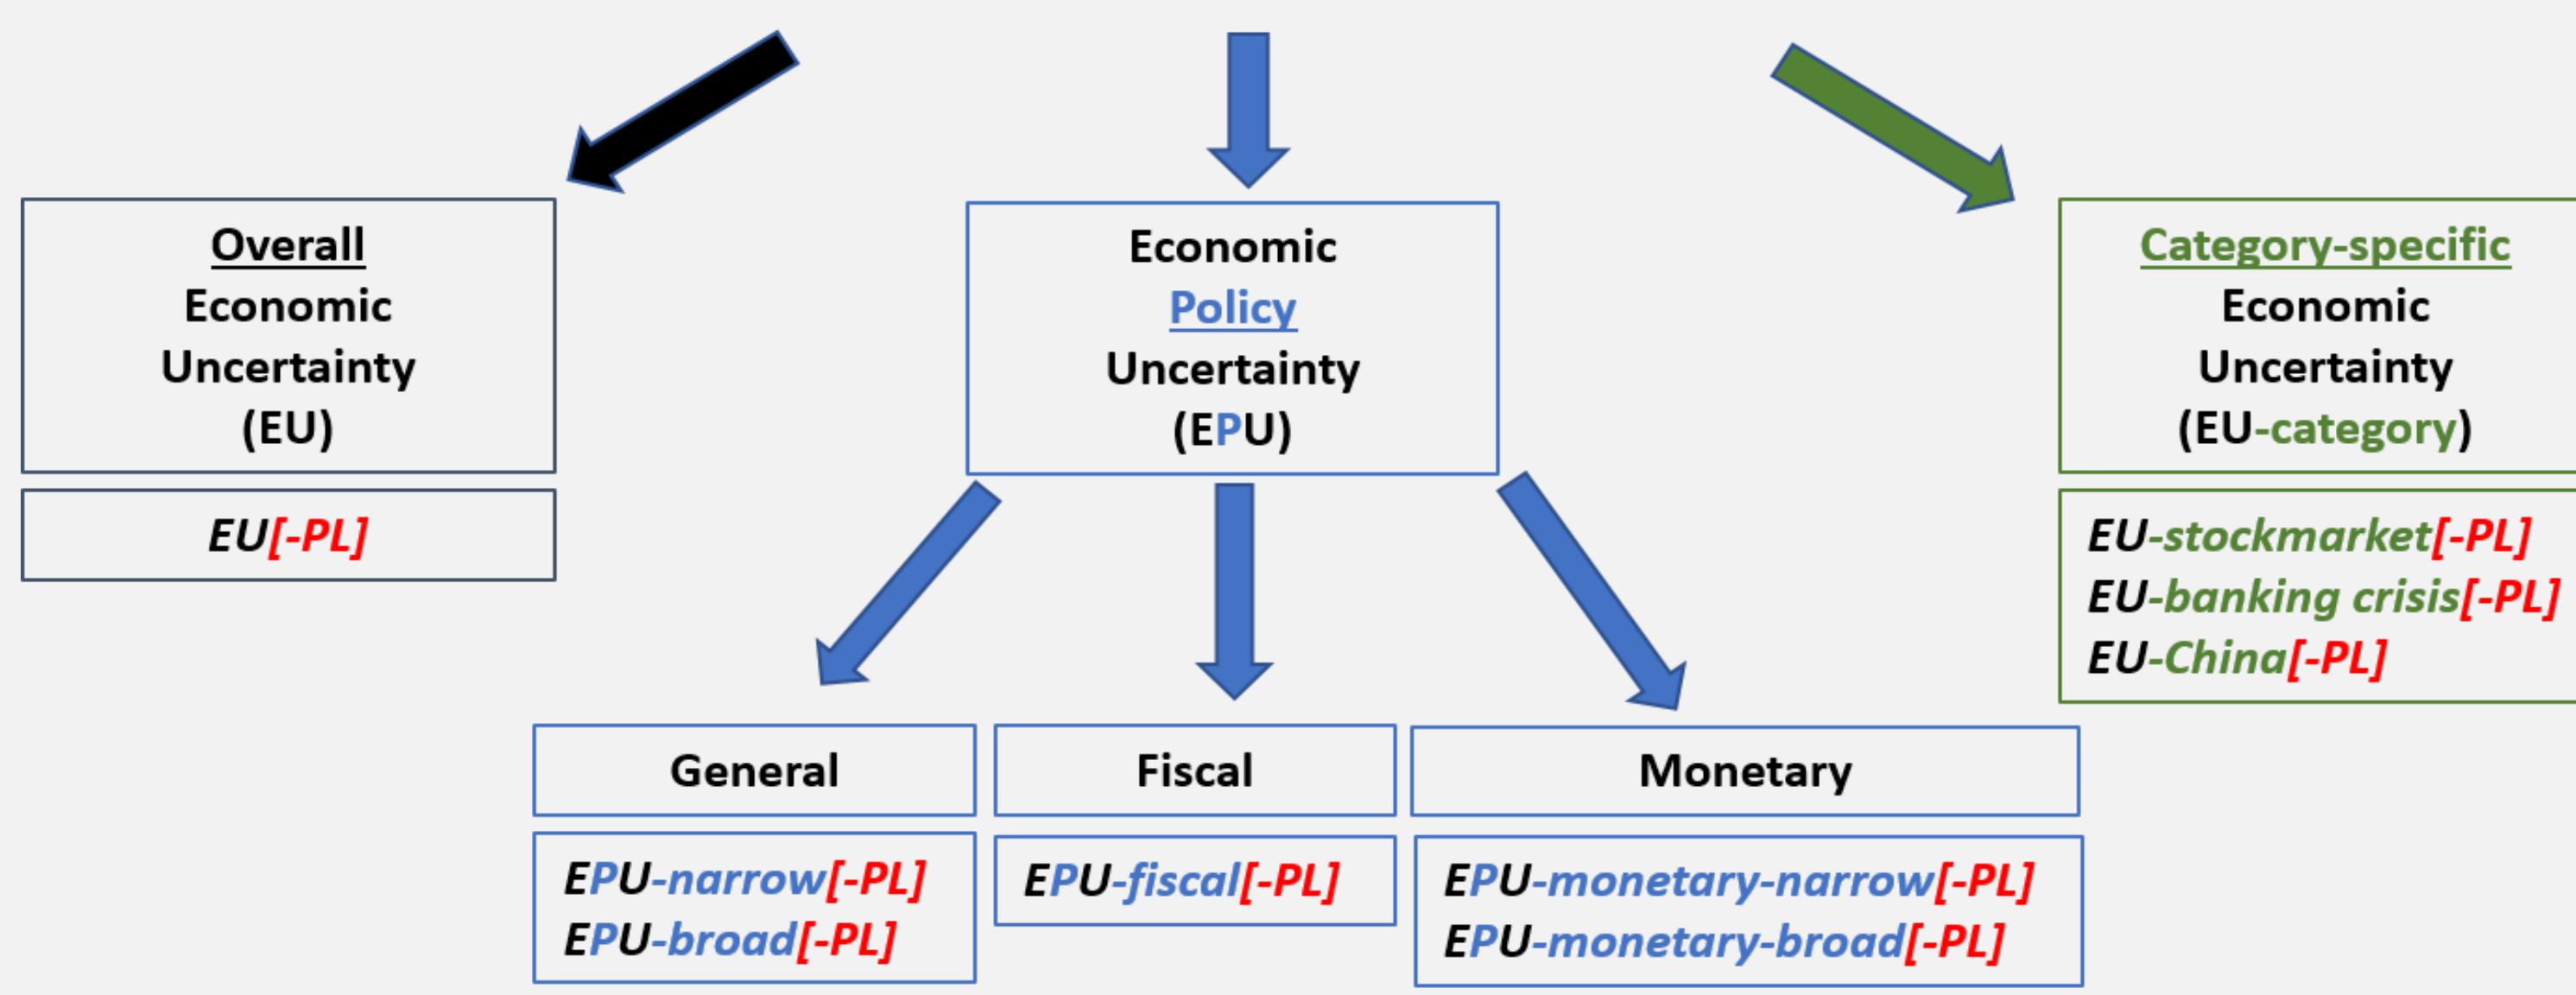 Overall
Economic
Uncertainty
(EU)
EU[-PL]
Economic
Policy
Uncertainty
(EPU)
Category-specific
Economic
Uncertainty
(EU-category)
EU-stockmarket[-PL]
EU-banking crisis[-PL]
EU-China[-PL]
General
EPU-narrow[-PL]
EPU-broad[-PL]
Fiscal
EPU-fiscal[-PL]
Monetary
EPU-monetary-narrow[-PL]
EPU-monetary-broad[-PL]